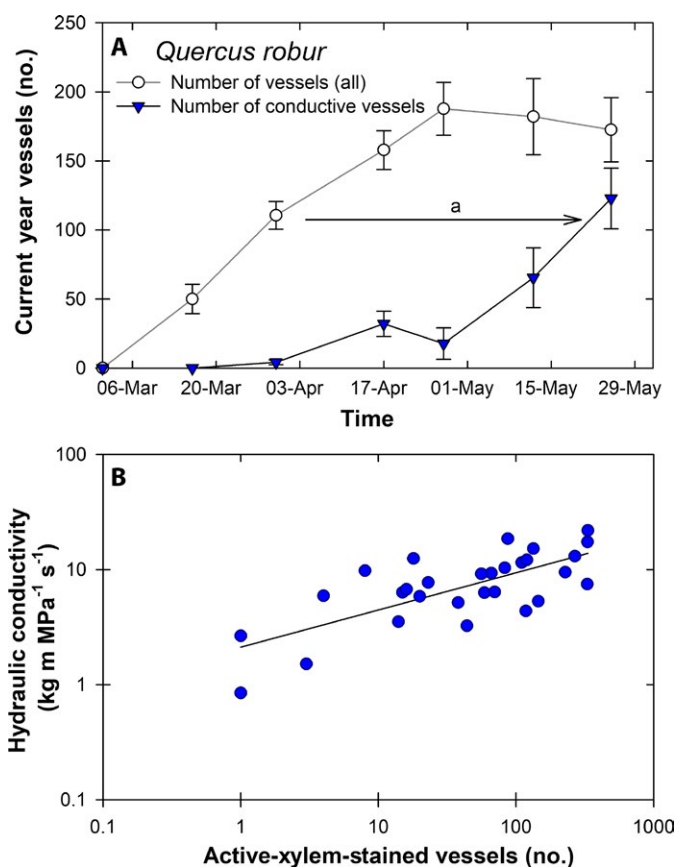 A Quercus robur
Number of vessels (all)
Number of conductive vessels
Current year vessels (no.)
250
200
150
100
50
0
a
06-Mar 20-Mar 03-Apr 17-Apr 01-May 15-May 29-May
Time
B
Hydraulic conductivity
(kg m MPa⁻¹ s⁻¹)
100
10
1
0.1
0.1 1 10 100 1000
Active-xylem-stained vessels (no.)